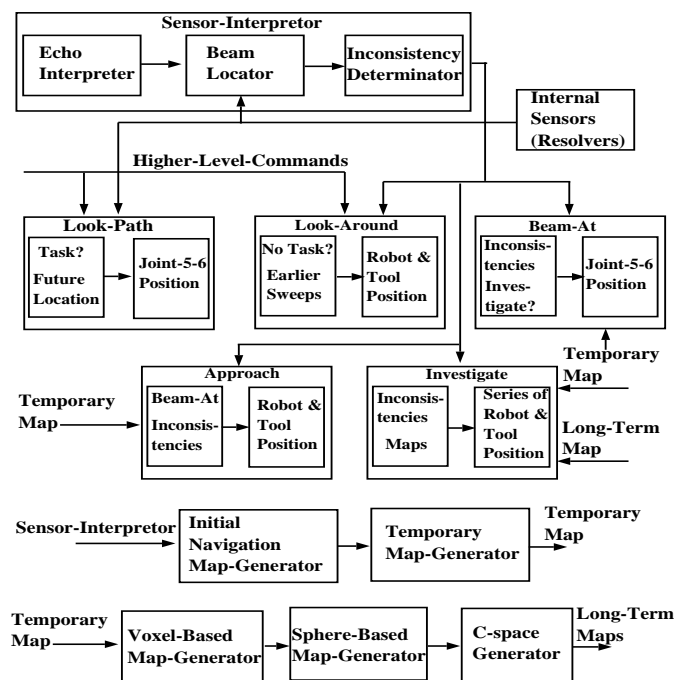 Sensor-Interpretor
Echo
Interpreter
Beam
Locator
Inconsistency
Determinator
Internal
Sensors
(Resolvers)
Higher-Level-Commands
Look-Path
Task?
Future
Location
Joint-5-6
Position
Look-Around
No Task?
Earlier
Sweeps
Robot &
Tool
Position
Beam-At
Inconsis-
tencies
Inves-
tigate?
Joint-5-6
Position
Temporary
Map
Approach
Beam-At
Inconsis-
tencies
Robot &
Tool
Position
Temporary
Map
Investigate
Inconsis-
tencies
Maps
Series of
Robot &
Tool
Position
Long-Term
Maps
Sensor-Interpretor
Initial
Navigation
Map-Generator
Temporary
Map-Generator
Temporary
Map
Temporary
Map
Voxel-Based
Map-Generator
Sphere-Based
Map-Generator
C-space
Generator
Long-Term
Maps